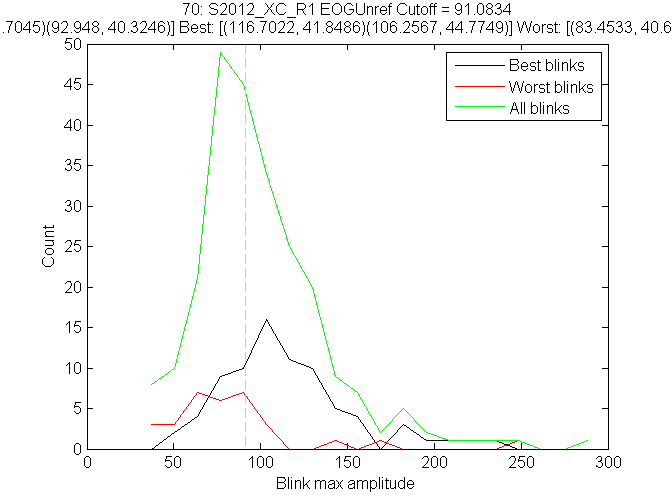 70: S2012_XC_R1 EOGUnref Cutoff = 91.0834
.7045)(92.948, 40.3246)] Best: [(116.7022, 41.8486)(106.2567, 44.7749)] Worst: [(83.4533, 40.6
Best blinks
Worst blinks
All blinks
50
45
40
35
30
25
20
15
10
5
0
Count
0 50 100 150 200 250 300
Blink max amplitude